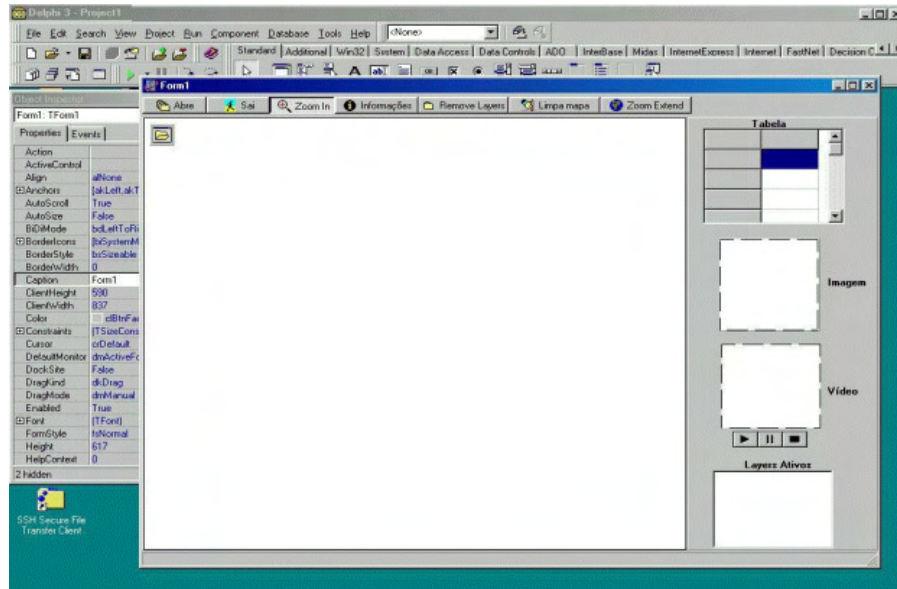 Delphi 3 - Project1
File Edit Search View Project Run Component Database Tools Help <None>
Standard Additional Win32 System Data Access Data Controls ADO InterBase Midas InternetExpress Internet FastNet Decision C
Object Inspector
Form1: TForm1
Properties Events
Action
ActiveControl
Align alNone
Anchors [akLeft,akT
AutoScroll True
AutoSize False
BiDiMode bdLeftToRi
BorderIcons [biSystemM
BorderStyle bsSizeable
BorderWidth 0
Caption Form1
ClientHeight 590
ClientWidth 837
Color clBtnFac
Constraints (TSizeCons
Cursor crDefault
DefaultMonitor dmActiveFo
DockSite False
DragKind dkDrag
DragMode dmManual
Enabled True
Font (TFont)
FormStyle fsNormal
Height 617
HelpContext 0
2 hidden
Form1
Abre Sai Zoom In Informações Remove Layers Limpa mapa Zoom Extend
Tabela
Imagem
Vídeo
Layers Ativos
SSH Secure File
Transfer Client